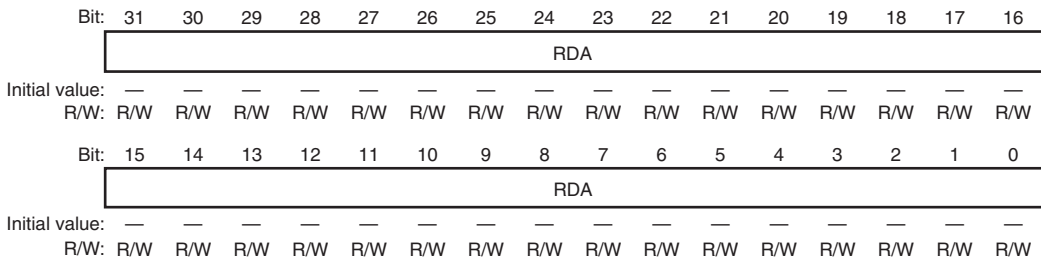 Bit: 31 30 29 28 27 26 25 24 23 22 21 20 19 18 17 16
RDA
Initial value: — — — — — — — — — — — — — — — —
R/W: R/W R/W R/W R/W R/W R/W R/W R/W R/W R/W R/W R/W R/W R/W R/W R/W
Bit: 15 14 13 12 11 10 9 8 7 6 5 4 3 2 1 0
RDA
Initial value: — — — — — — — — — — — — — — — —
R/W: R/W R/W R/W R/W R/W R/W R/W R/W R/W R/W R/W R/W R/W R/W R/W R/W